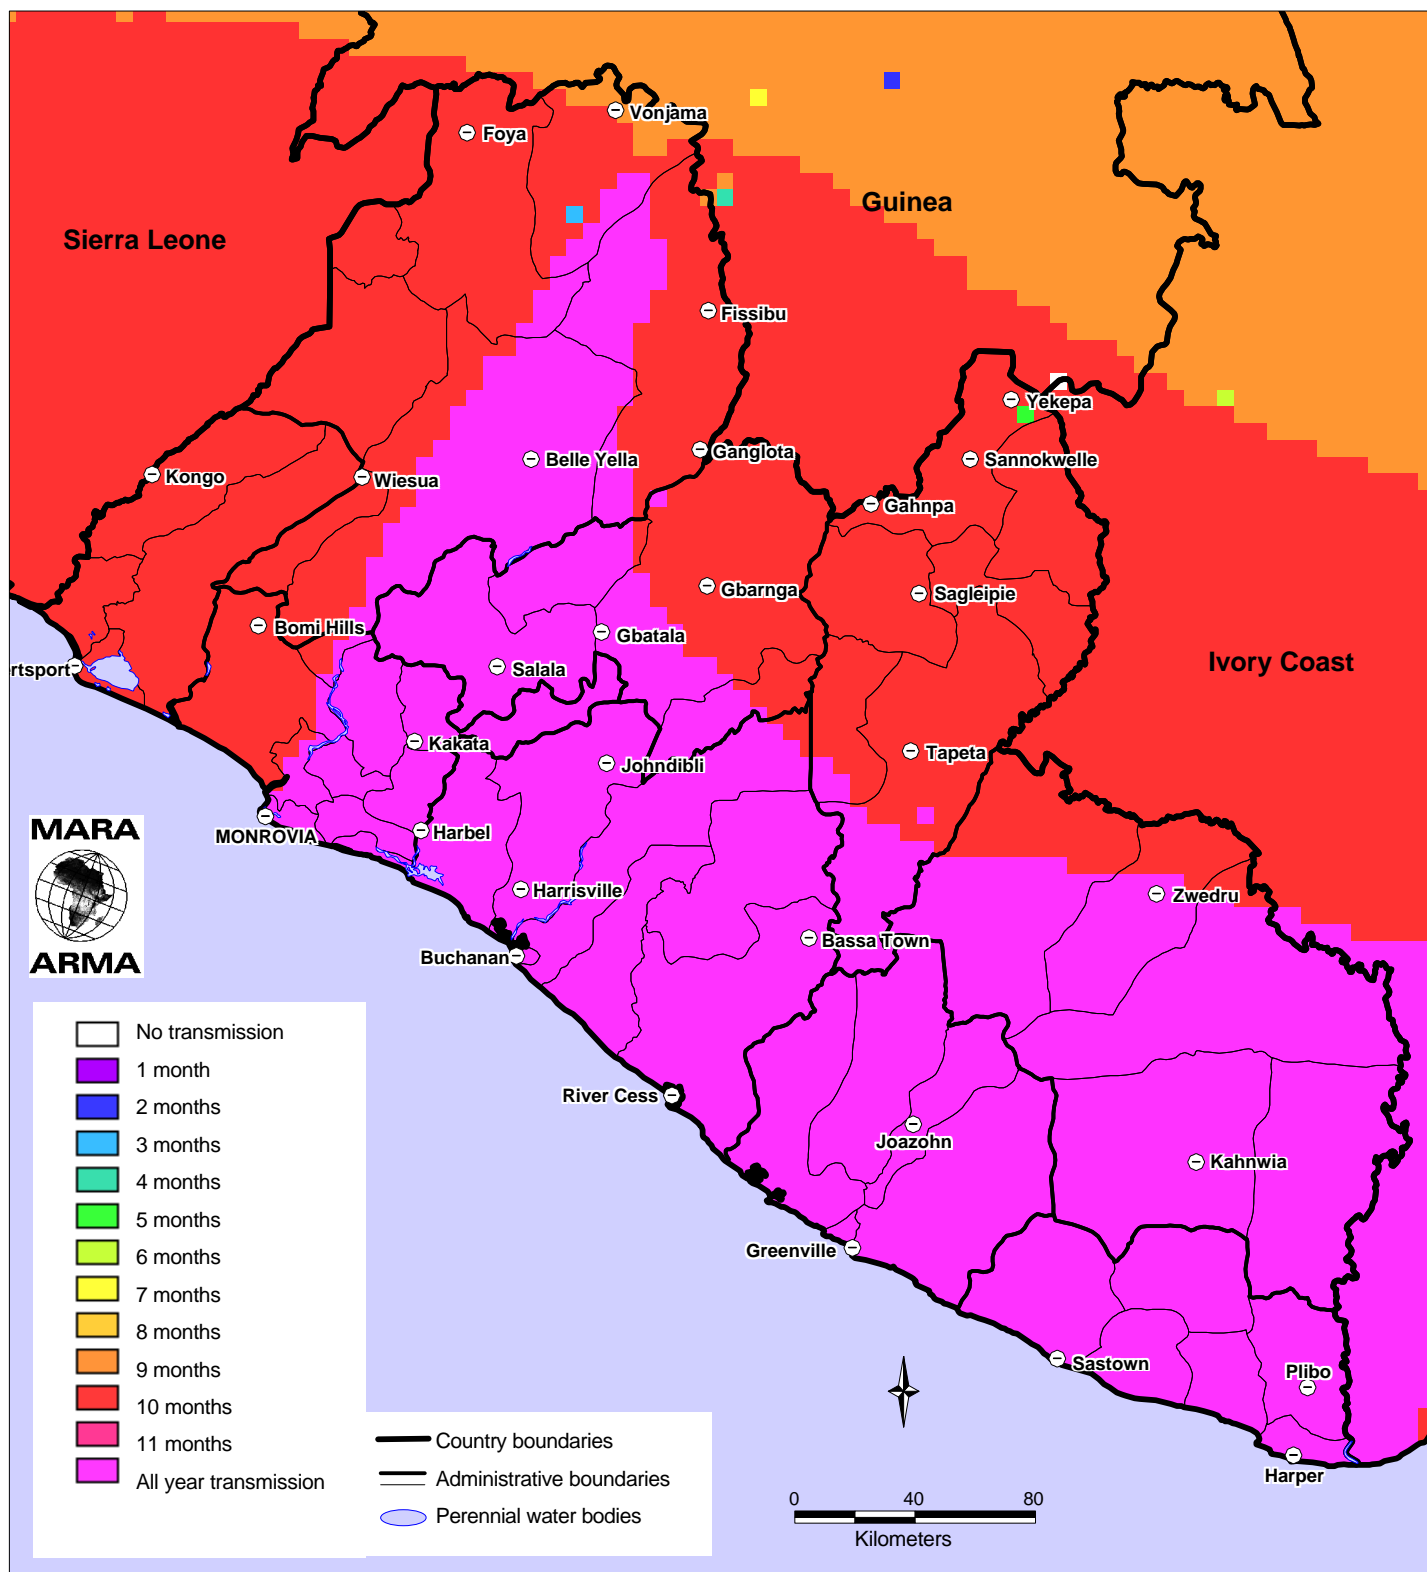 Vonjama
Foya
Guinea
Sierra Leone
Fissibu
Yekepa
Ganglota
Belle Yella
Sannokwelle
Kongo
Wiesua
Gahnpa
Gbarnga
Sagleipie
Bomi Hills
Gbatala
rtsport
Salala
Ivory Coast
Kakata
Tapeta
Johndibli
MARA
MONROVIA
Harbel
Harrisville
Zwedru
Bassa Town
Buchanan
ARMA
No transmission
1 month
2 months
3 months
4 months
5 months
6 months
7 months
8 months
9 months
10 months
11 months
All year transmission
River Cess
Joazohn
Kahnwia
Greenville
Sastown
Plibo
Harper
Country boundaries
Administrative boundaries
Perennial water bodies
0 40 80
Kilometers